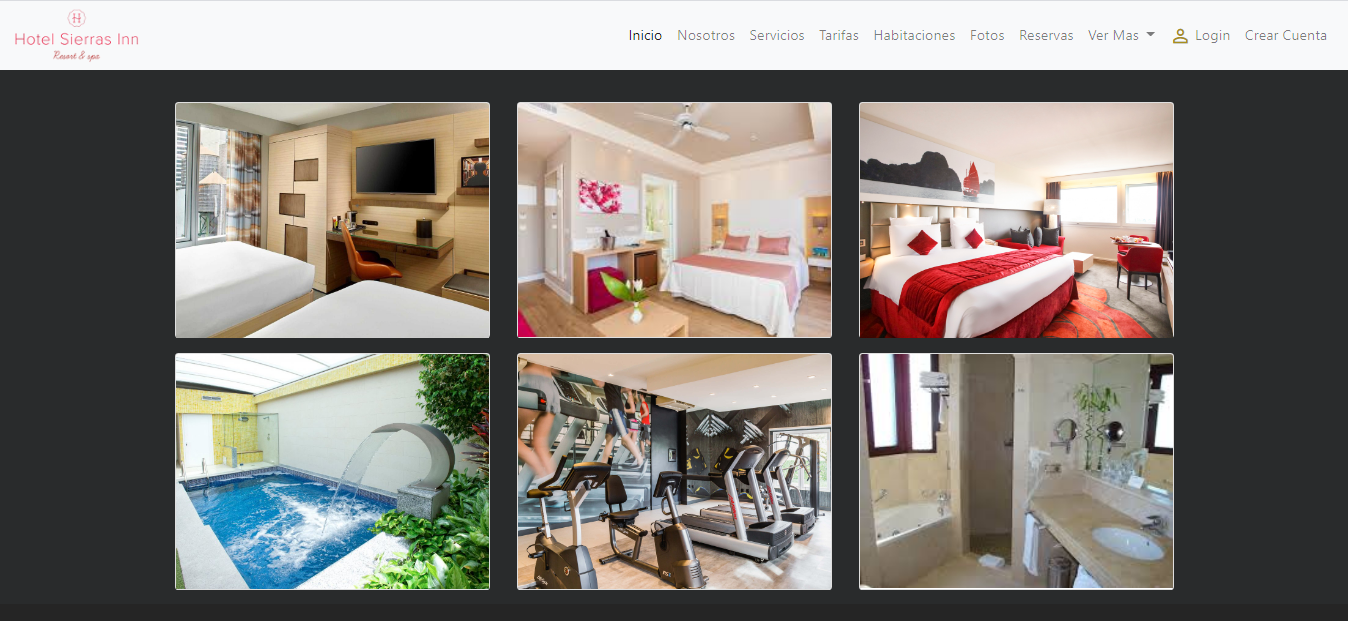 Hotel Sierras Inn
Resort & spa
Inicio Nosotros Servicios Tarifas Habitaciones Fotos Reservas Ver Mas Login Crear Cuenta